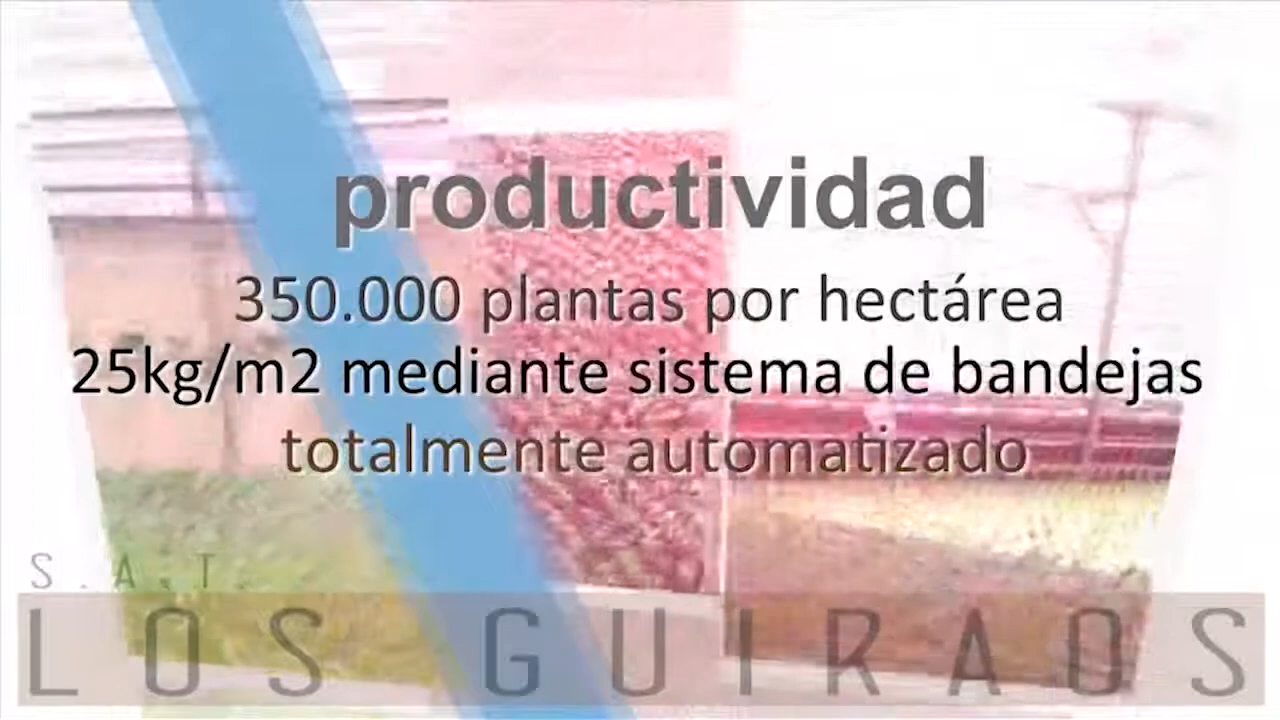 productividad
350.000 plantas por hectárea
25kg/m2 mediante sistema de bandejas
totalmente automatizado
S.A.T.
LOS GUIRAOS